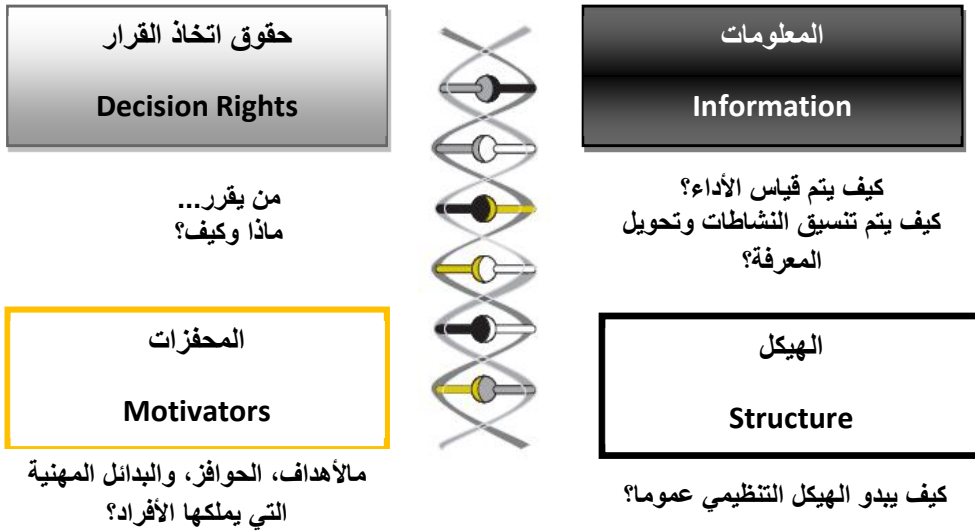 حقوق اتخاذ القرار
Decision Rights
من يقرر...
ماذا وكيف؟
المعلومات
Information
كيف يتم قياس الأداء؟
كيف يتم تنسيق النشاطات وتحويل
المعرفة؟
المحفزات
Motivators
مالأهداف، الحوافز، والبدائل المهنية
التي يملكها الأفراد؟
الهيكل
Structure
كيف يبدو الهيكل التنظيمي عموما؟